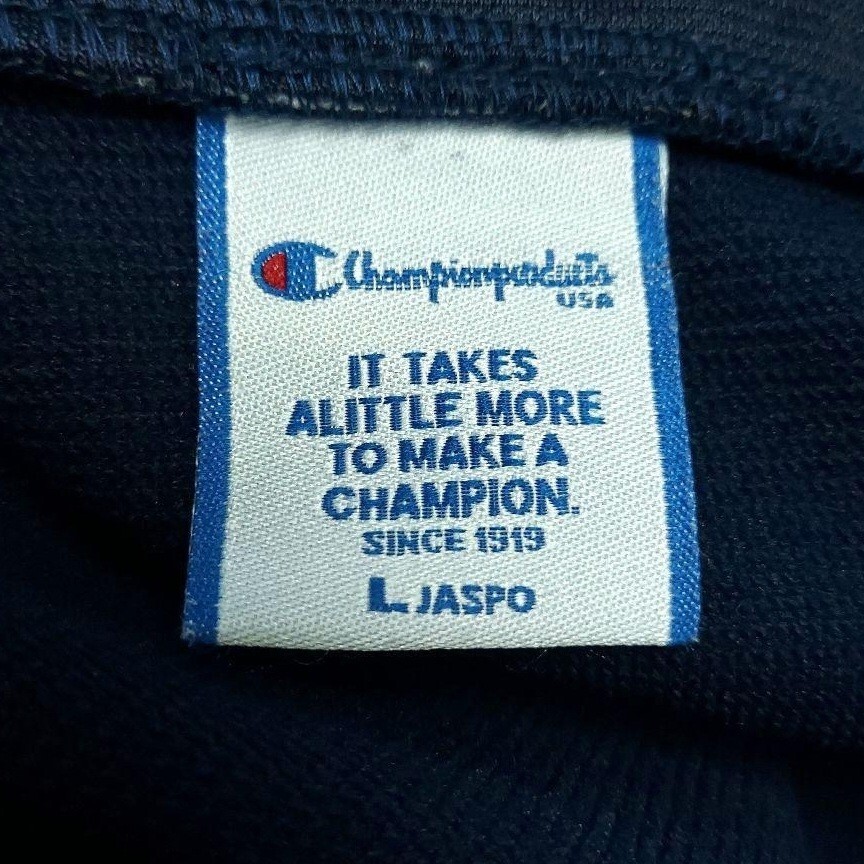 Championproducts
USA
IT TAKES
ALITTLE MORE
TO MAKE A
CHAMPION.
SINCE 1919
L JASPO